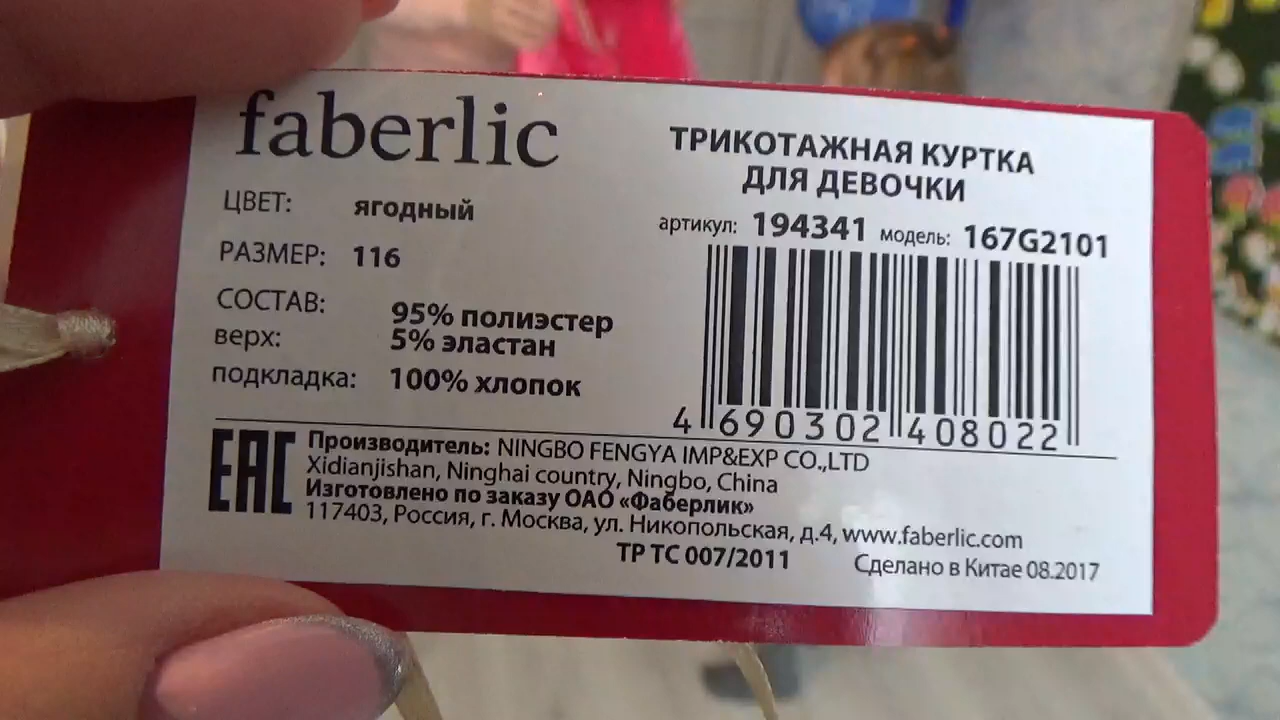 faberlic
ТРИКОТАЖНАЯ КУРТКА
ДЛЯ ДЕВОЧКИ
артикул: 194341 модель: 167G2101
ЦВЕТ: ягодный
РАЗМЕР: 116
СОСТАВ:
верх: 95% полиэстер
5% эластан
подкладка: 100% хлопок
4 690302 408022
EAC Производитель: NINGBO FENGYA IMP&EXP CO.,LTD
Xidianjishan, Ninghai country, Ningbo, China
Изготовлено по заказу ОАО «Фаберлик»
117403, Россия, г. Москва, ул. Никопольская, д.4, www.faberlic.com
ТР ТС 007/2011
Сделано в Китае 08.2017